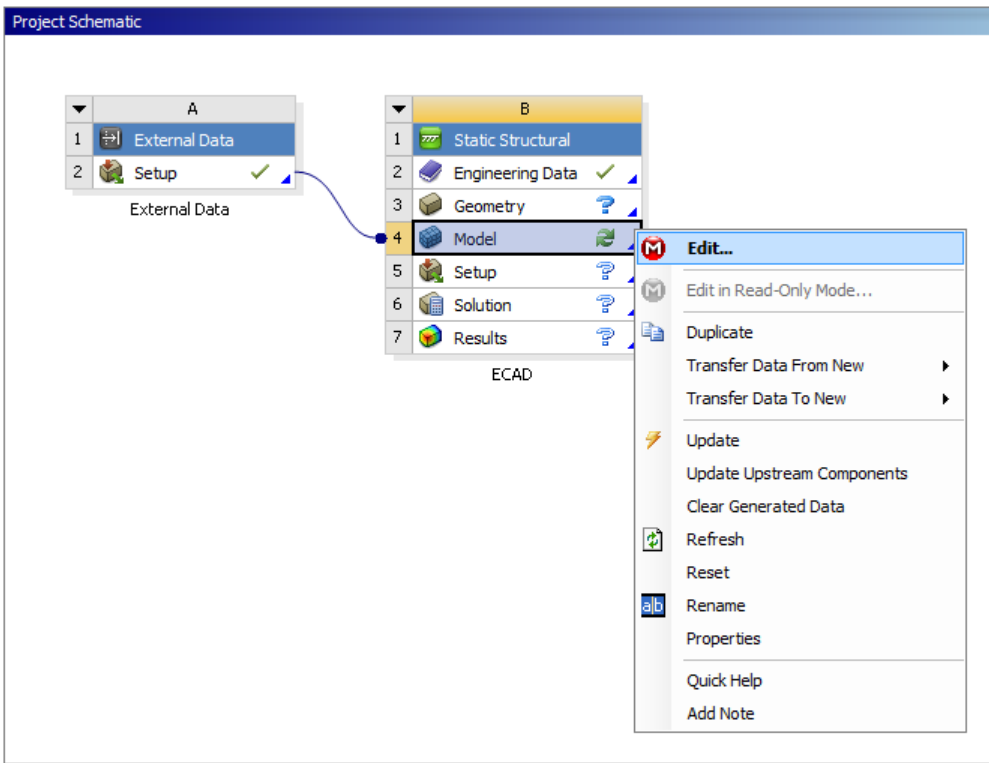 Project Schematic
A
1 External Data
2 Setup
External Data
B
1 Static Structural
2 Engineering Data
3 Geometry
4 Model
5 Setup
6 Solution
7 Results
ECAD
Edit...
Edit in Read-Only Mode...
Duplicate
Transfer Data From New
Transfer Data To New
Update
Update Upstream Components
Clear Generated Data
Refresh
Reset
a|b Rename
Properties
Quick Help
Add Note